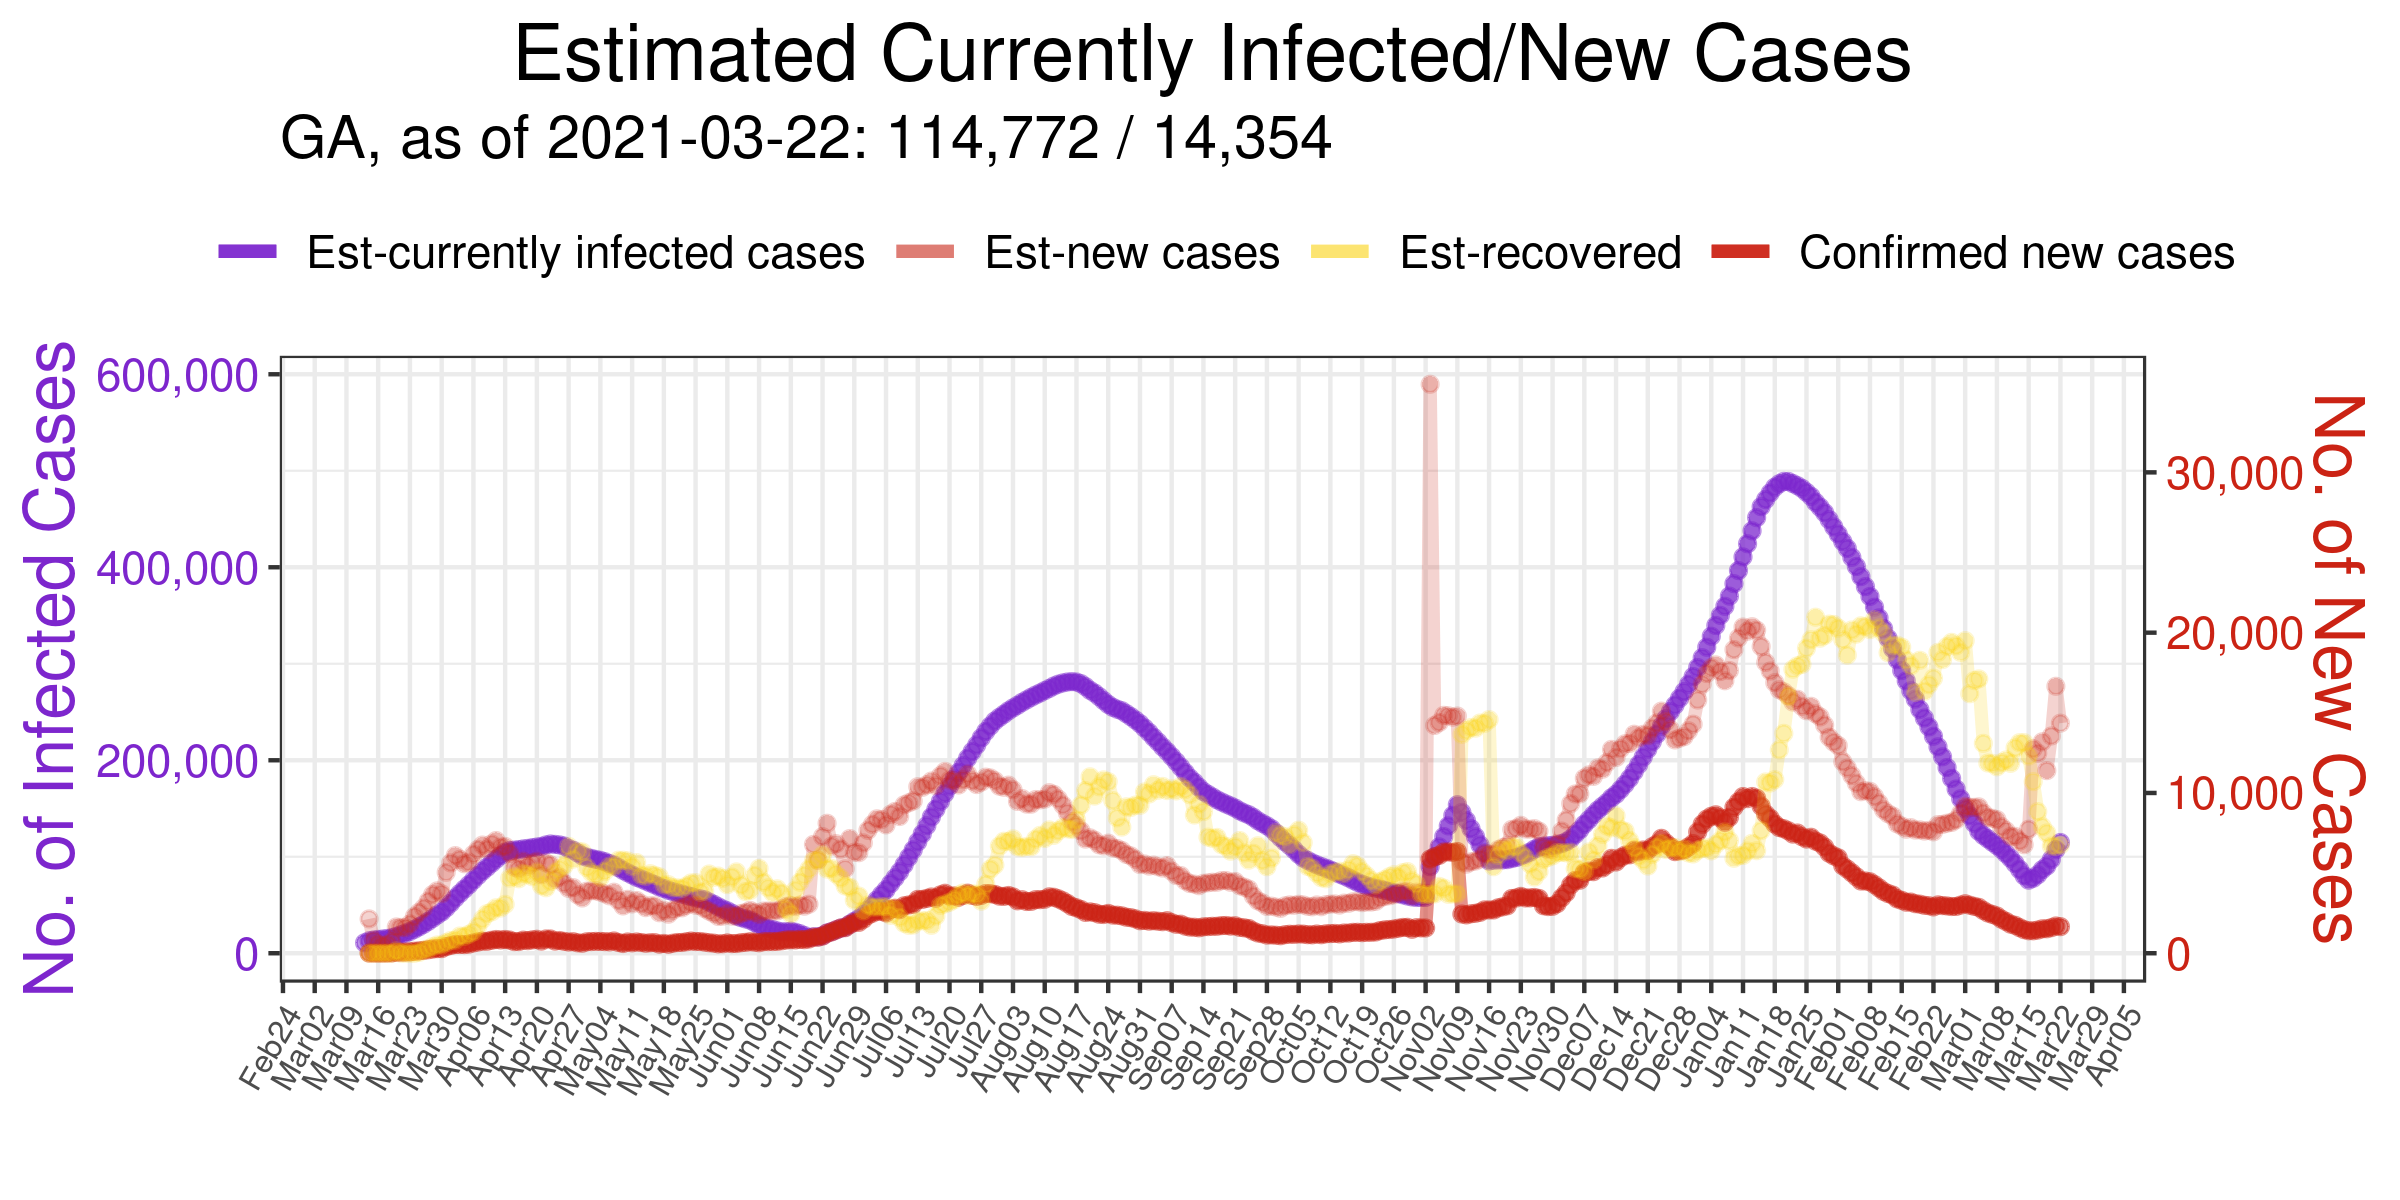 Estimated Currently Infected/New Cases
GA, as of 2021-03-22: 114,772 / 14,354
Est-currently infected cases Est-new cases Est-recovered Confirmed new cases
No. of Infected Cases
600,000
400,000
200,000
0
30,000
20,000
10,000
0
No. of New Cases
Feb24 Mar02 Mar09 Mar16 Mar23 Mar30 Apr06 Apr13 Apr20 Apr27 May04 May11 May18 May25 Jun01 Jun08 Jun15 Jun22 Jun29 Jul06 Jul13 Jul20 Jul27 Aug03 Aug10 Aug17 Aug24 Aug31 Sep07 Sep14 Sep21 Sep28 Oct05 Oct12 Oct19 Oct26 Nov02 Nov09 Nov16 Nov23 Nov30 Dec07 Dec14 Dec21 Dec28 Jan04 Jan11 Jan18 Jan25 Feb01 Feb08 Feb15 Feb22 Mar01 Mar08 Mar15 Mar22 Mar29 Apr05